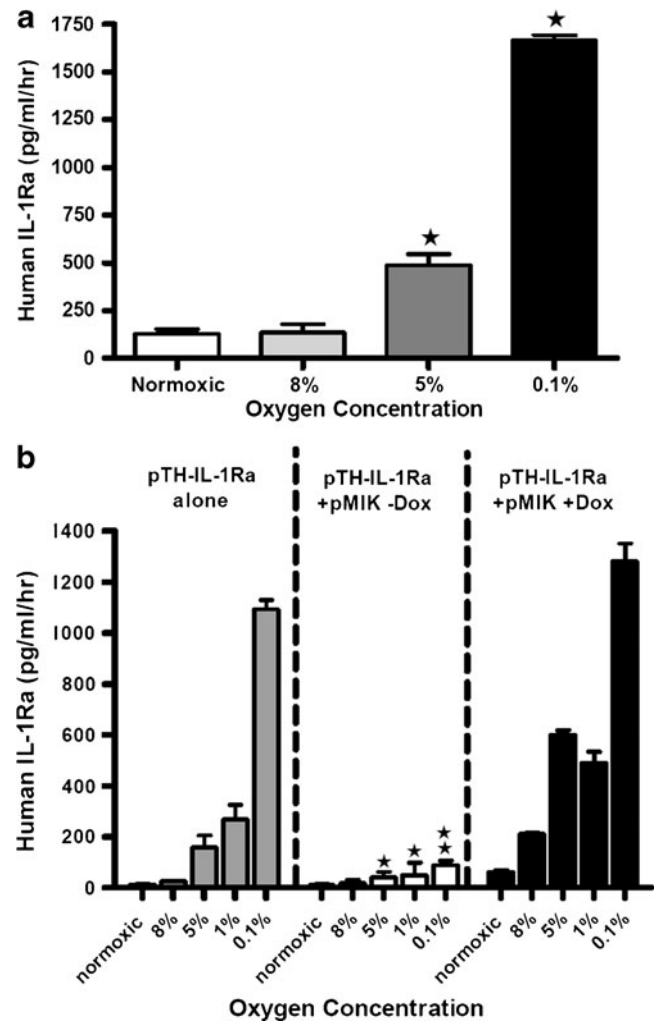 a
Human IL-1Ra (pg/ml/hr)
1750
1500
1250
1000
750
500
250
0
★
★
Normoxic 8% 5% 0.1%
Oxygen Concentration
b
pTH-IL-1Ra
alone
pTH-IL-1Ra
+pMIK -Dox
pTH-IL-1Ra
+pMIK +Dox
Human IL-1Ra (pg/ml/hr)
1400
1200
1000
800
600
400
200
0
★ ★ ★
★
normoxic 8% 5% 1% 0.1% normoxic 8% 5% 1% 0.1% normoxic 8% 5% 1% 0.1%
Oxygen Concentration